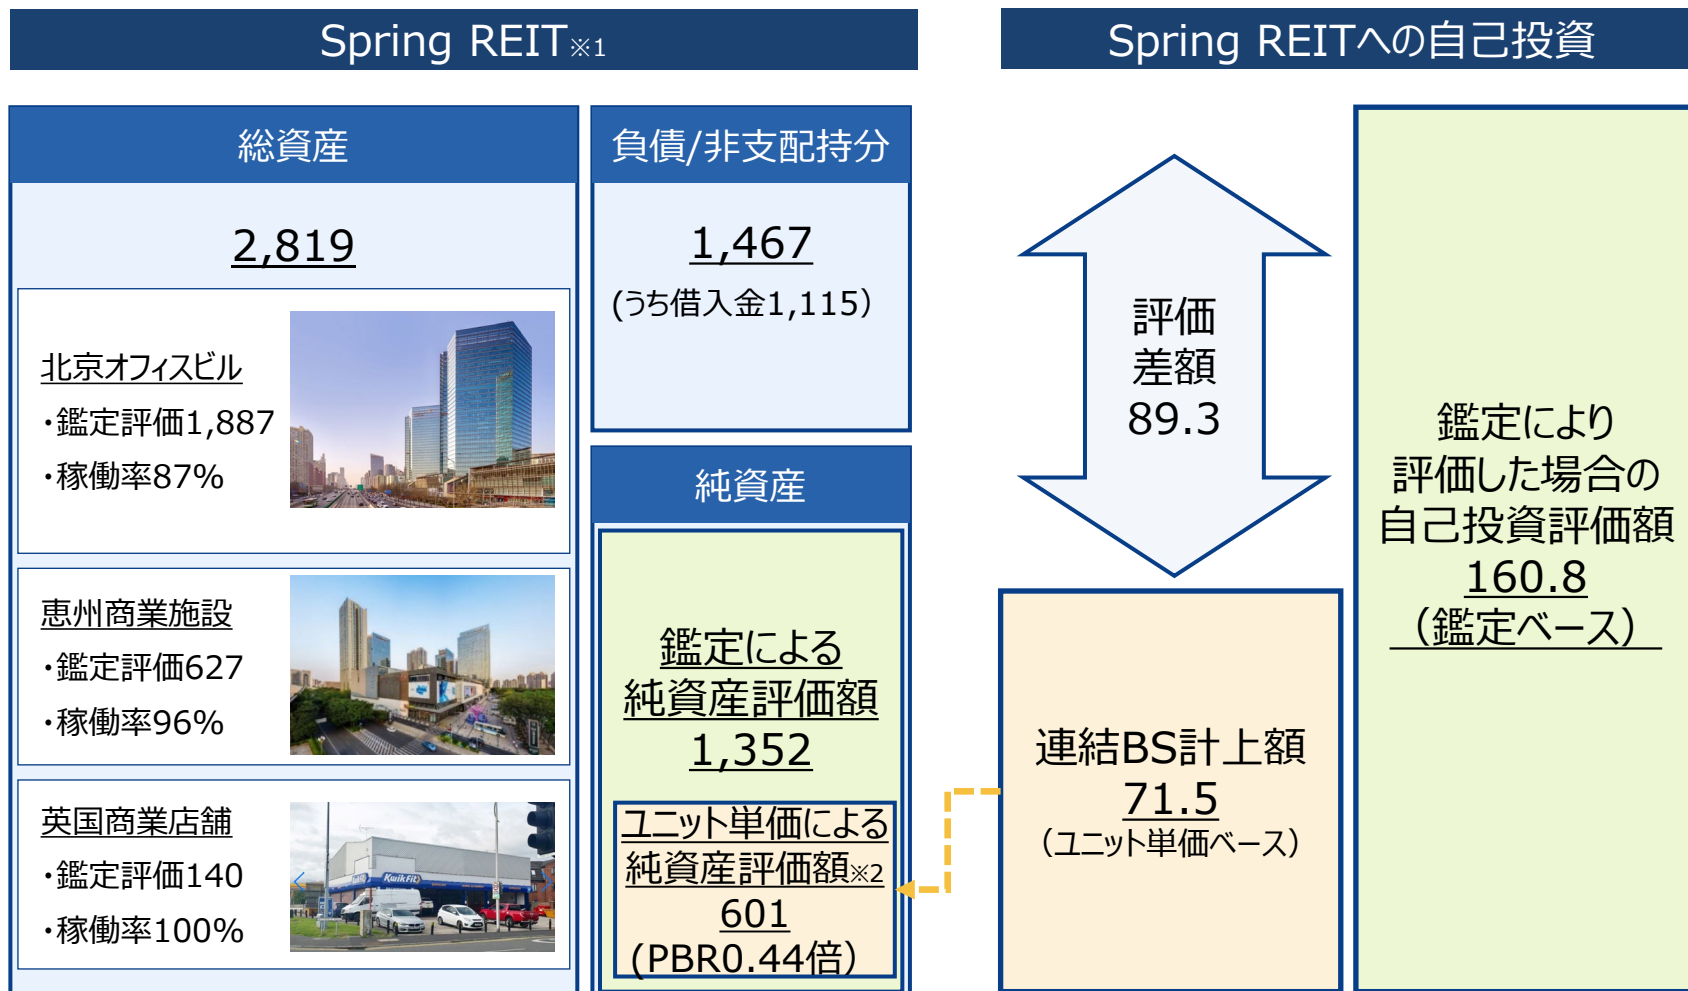 Spring REIT※1
総資産
2,819
北京オフィスビル
・鑑定評価1,887
・稼働率87%
恵州商業施設
・鑑定評価627
・稼働率96%
英国商業店舗
・鑑定評価140
・稼働率100%
KwikFit
負債/非支配持分
1,467
(うち借入金1,115）
純資産
鑑定による
純資産評価額
1,352
ユニット単価による
純資産評価額※2
601
(PBR0.44倍）
Spring REITへの自己投資
評価
差額
89.3
連結BS計上額
71.5
（ユニット単価ベース）
鑑定により
評価した場合の
自己投資評価額
160.8
（鑑定ベース）